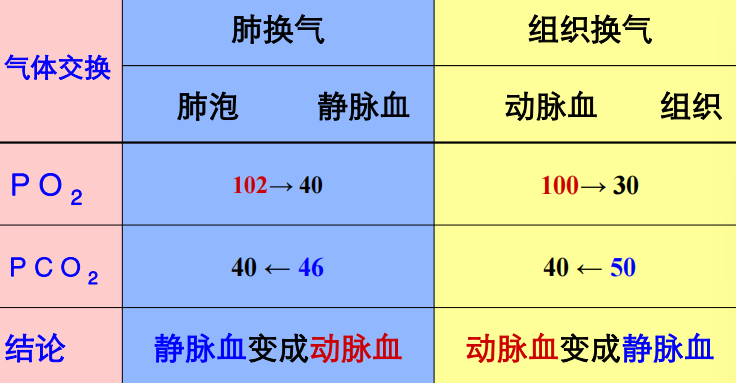 气体交换 肺换气 组织换气
肺泡 静脉血 动脉血 组织
PO₂ 102→40 100→30
PCO₂ 40←46 40←50
结论 静脉血变成动脉血 动脉血变成静脉血